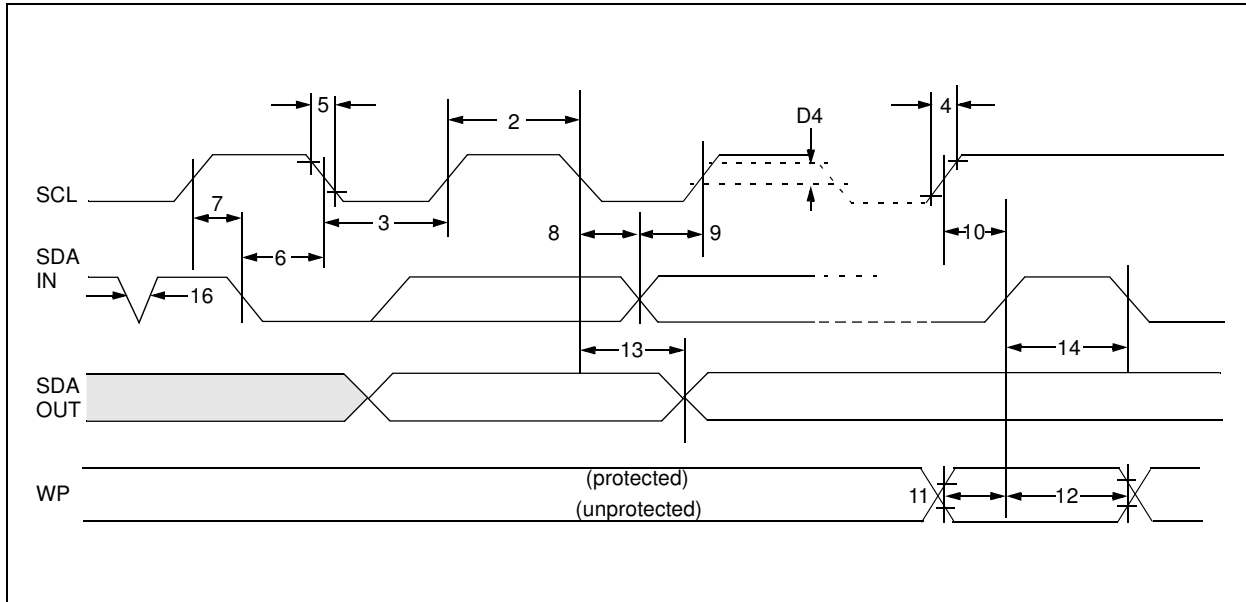 5
2
D4
4
SCL
7
3
8
9
10
6
SDA
IN
16
13
14
SDA
OUT
(protected)
WP
11
12
(unprotected)